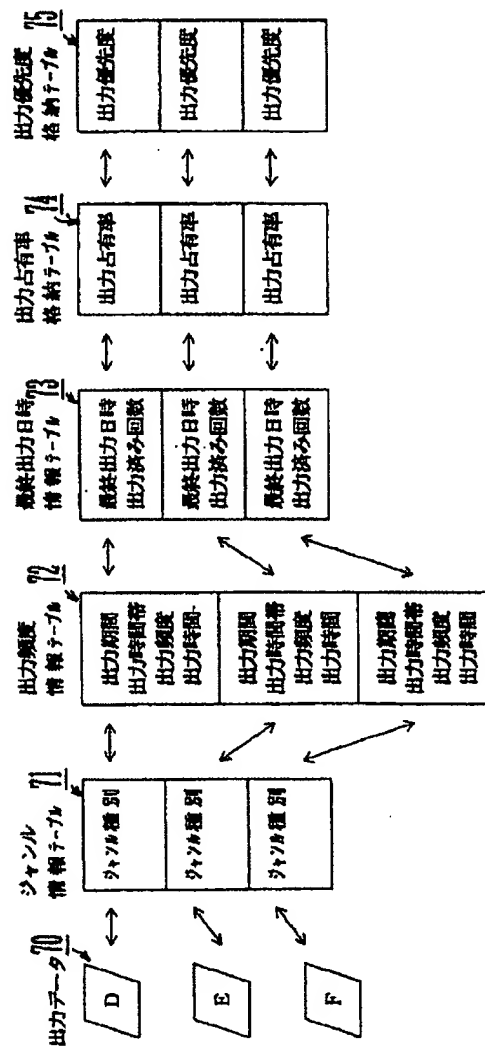 出力データ 70
D
E
F
ジャンル
情報テーブル 71
ジャンル種別
ジャンル種別
ジャンル種別
出力頻度
情報テーブル 72
出力期間
出力時間帯
出力頻度
出力時間
出力期間
出力時間帯
出力頻度
出力時間
出力期間
出力時間帯
出力頻度
出力時間
最終出力日時
情報テーブル 73
最終出力日時
出力済み回数
最終出力日時
出力済み回数
最終出力日時
出力済み回数
出力占有率
格納テーブル 74
出力占有率
出力占有率
出力占有率
出力優先度
格納テーブル 75
出力優先度
出力優先度
出力優先度